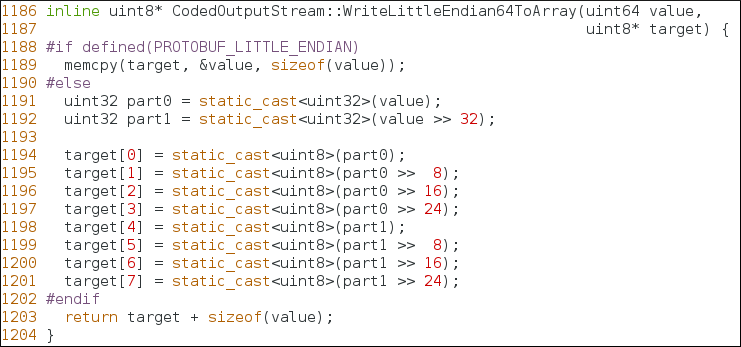 1186 inline uint8* CodedOutputStream::WriteLittleEndian64ToArray(uint64 value,
1187                                                            uint8* target) {
1188 #if defined(PROTOBUF_LITTLE_ENDIAN)
1189   memcpy(target, &value, sizeof(value));
1190 #else
1191   uint32 part0 = static_cast<uint32>(value);
1192   uint32 part1 = static_cast<uint32>(value >> 32);
1193
1194   target[0] = static_cast<uint8>(part0);
1195   target[1] = static_cast<uint8>(part0 >>  8);
1196   target[2] = static_cast<uint8>(part0 >> 16);
1197   target[3] = static_cast<uint8>(part0 >> 24);
1198   target[4] = static_cast<uint8>(part1);
1199   target[5] = static_cast<uint8>(part1 >>  8);
1200   target[6] = static_cast<uint8>(part1 >> 16);
1201   target[7] = static_cast<uint8>(part1 >> 24);
1202 #endif
1203   return target + sizeof(value);
1204 }